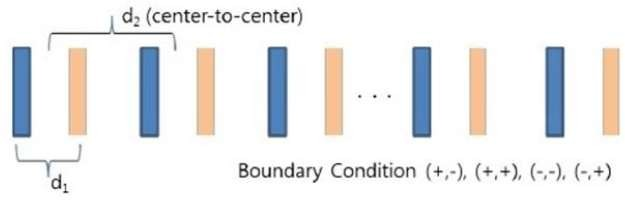 d₂ (center-to-center)
. . .
d₁
Boundary Condition (+,-), (+,+), (-,-), (-,+)